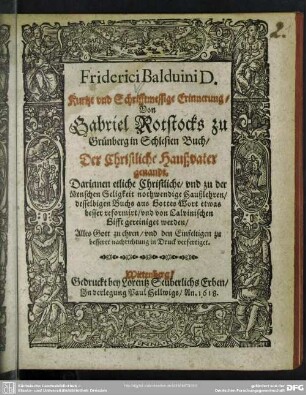 2.
Friderici Balduini D.
Kurtze vnd Schrifftmessige Erinnerung/
Von
Gabriel Rotstocks zu
Grünberg in Schlesien Buch/
Der Christliche Haußvater
genandt,
Darinnen etliche Christliche/ vnd zu der
Menschen Seligkeit nothwendige Haußlehren/
desselbigen Buchs aus Gottes Wort etwas
besser reformirt/ vnd von Calvinischen
Gifft gereiniget werden/
Alles Gott zu ehren/ vnd den Einfeltigen zu
besserer nachrichtung in Druck verfertiget.
Wittenberg/
Gedruckt bey Lorentz Seuberlichs Erben/
In verlegung Paul Hellwigs/ An. 1618.
DFG